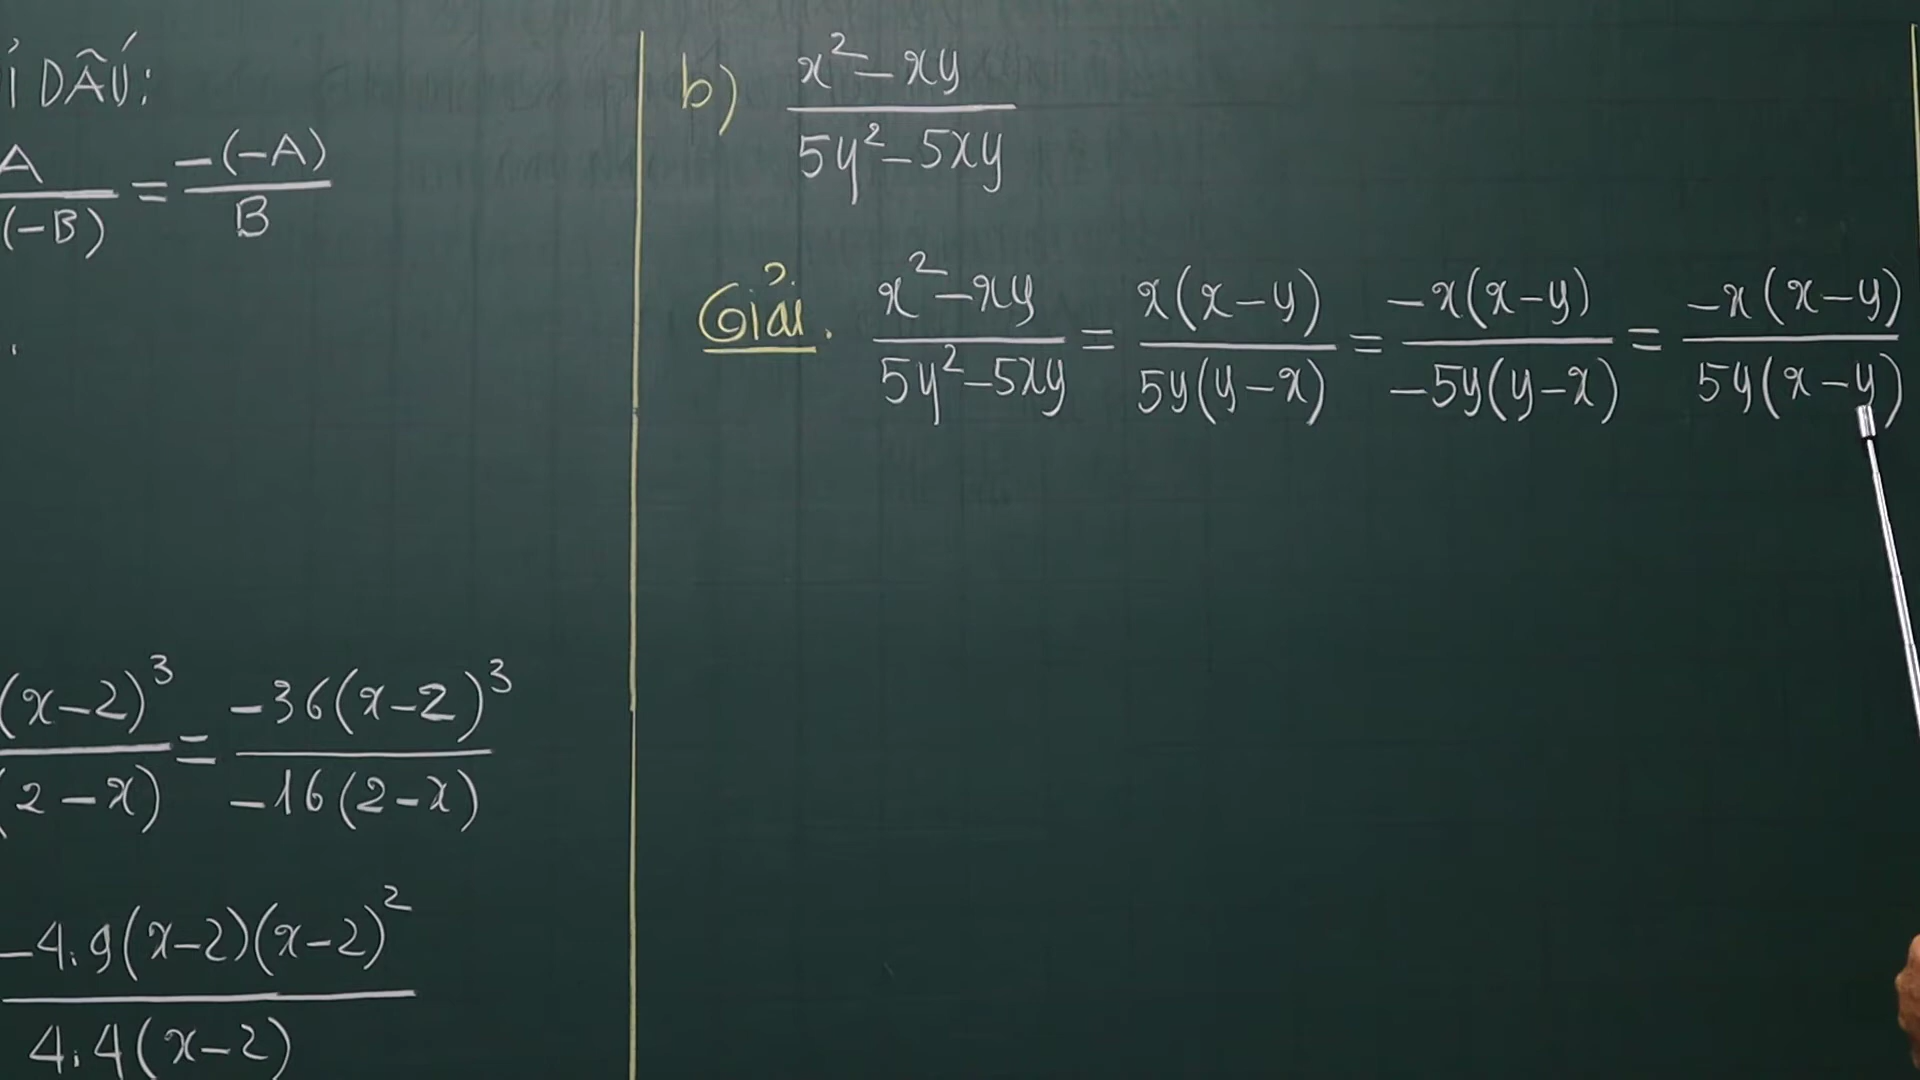 Ỉ DẤU:
A/(-B) = -(-A)/B
(x-2)³/(2-x) = -36(x-2)³/-16(2-x)
-4.9(x-2)(x-2)²/4.4(x-2)
b) x²-xy/5y²-5xy
Giải. x²-xy/5y²-5xy = x(x-y)/5y(y-x) = -x(x-y)/-5y(y-x) = -x(x-y)/5y(x-y)